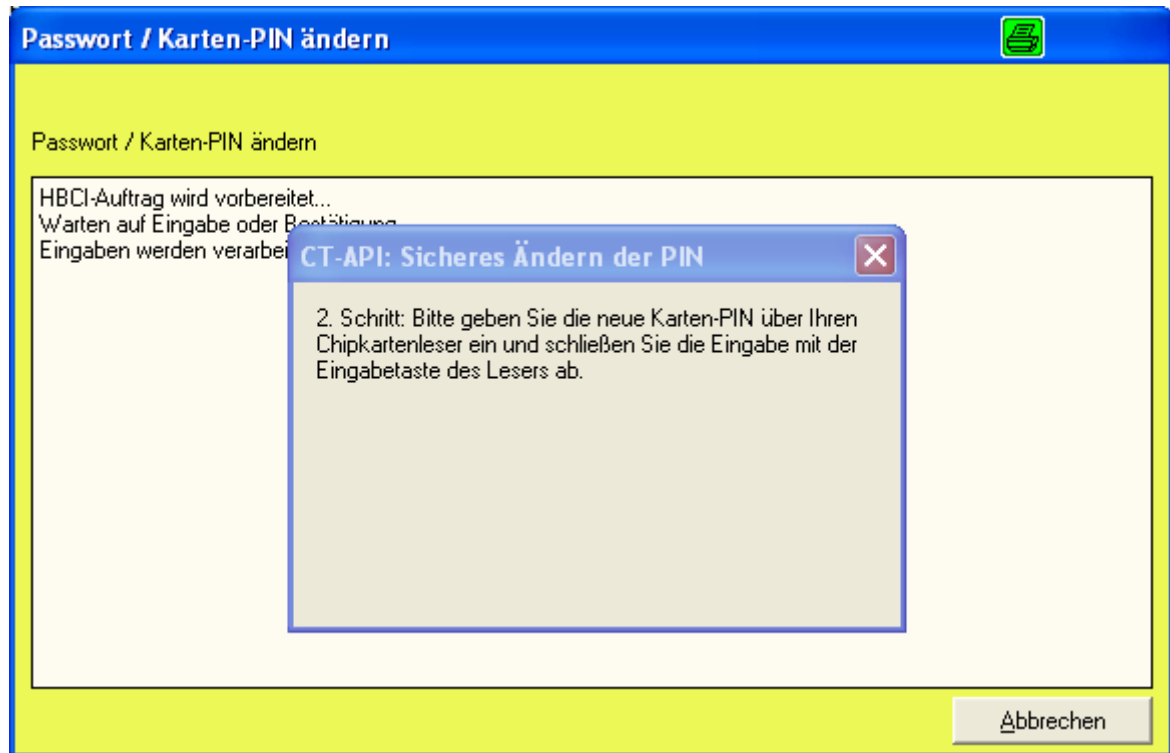 Passwort / Karten-PIN ändern
Passwort / Karten-PIN ändern
HBCI-Auftrag wird vorbereitet...
Warten auf Eingabe oder
Eingaben werden
CT-API: Sicheres Ändern der PIN
2. Schritt: Bitte geben Sie die neue Karten-PIN über Ihren
Chipkartenleser ein und schließen Sie die Eingabe mit der
Eingabetaste des Lesers ab.
Abbrechen